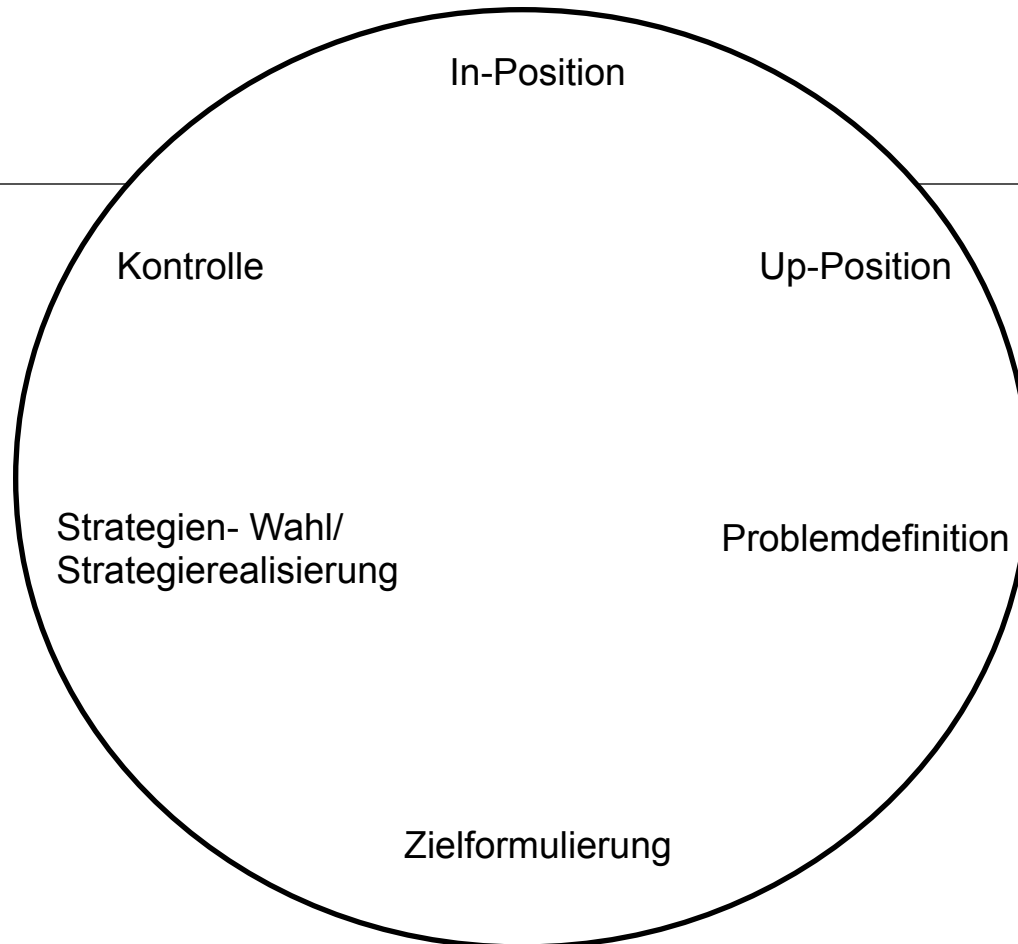 In-Position
Kontrolle
Up-Position
Strategien- Wahl/
Strategierealisierung
Problemdefinition
Zielformulierung